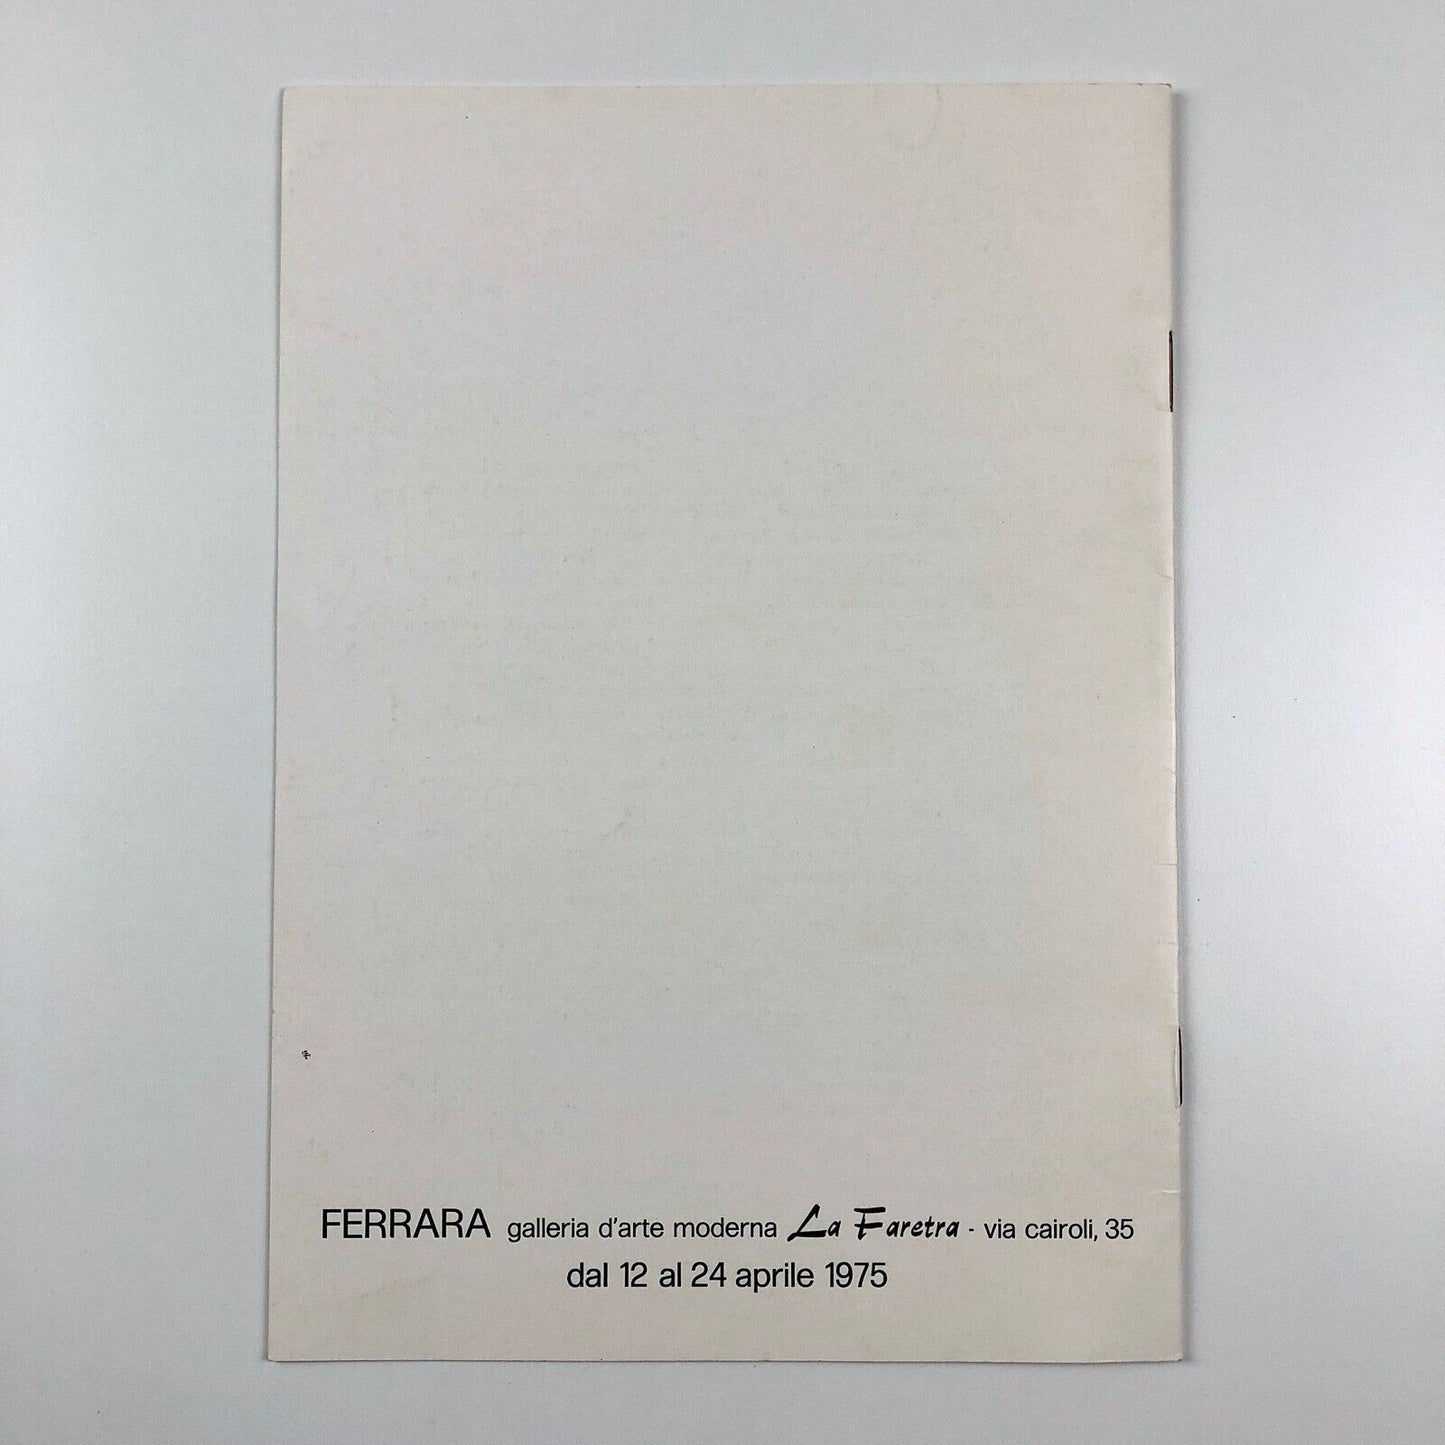 FERRARA galleria d'arte moderna La Faretra - via cairoli, 35
dal 12 al 24 aprile 1975